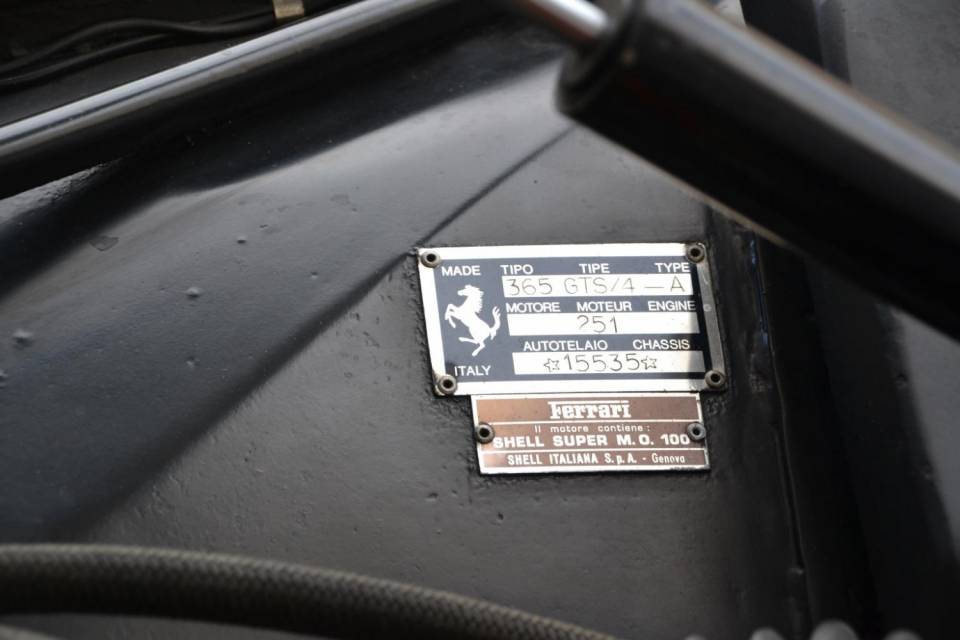 MADE TIPO TIPE TYPE
365 GTS/4 — A
MOTORE MOTEUR ENGINE
251
AUTOTELAIO CHASSIS
ITALY ☆15535☆
Ferrari
Il motore contiene:
SHELL SUPER M.O. 100
SHELL ITALIANA S.p.A. - Genova